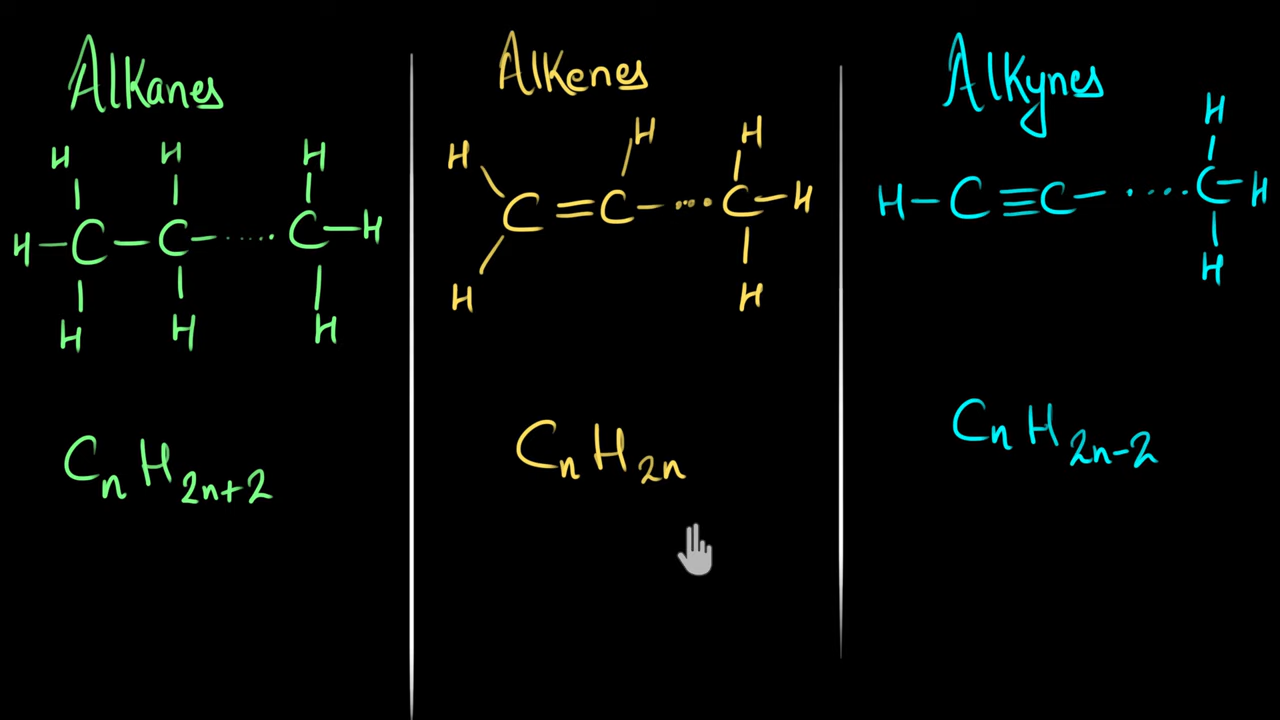 Alkanes
H H H
H-C-C-.....C-H
H H H
CnH2n+2
Alkenes
H H H
C=C-...C-H
H H
CnH2n
Alkynes
H
H-C≡C-.....C-H
H
CnH2n-2